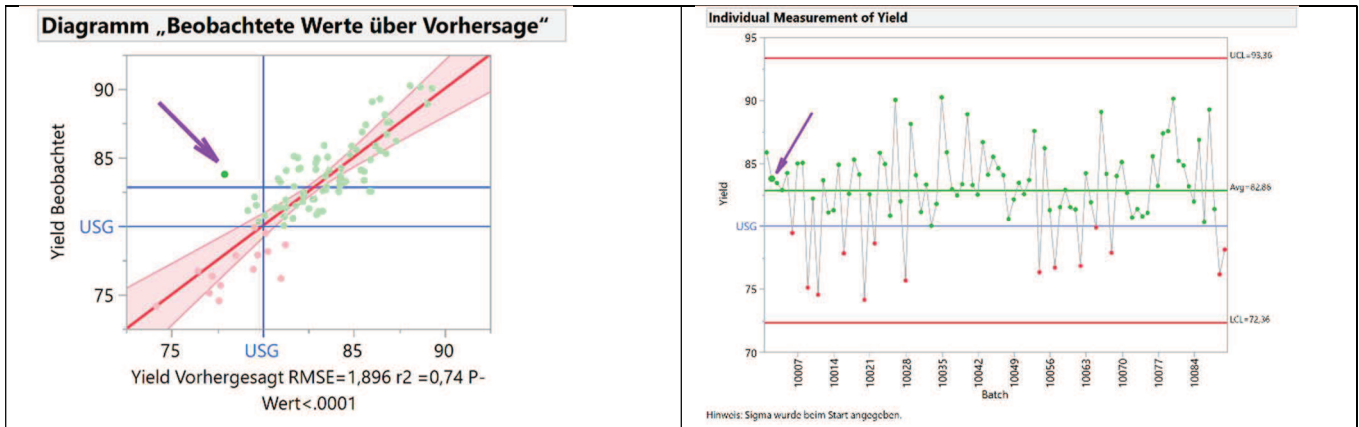 Diagramm „Beobachtete Werte über Vorhersage“
Yield Beobachtet
90
85
USG
75
75
USG
85
90
Yield Vorhergesagt RMSE=1,896 r2 =0,74 P-
Wert<.0001
Individual Measurement of Yield
Yield
95
90
85
USG
75
70
UCL=93,36
Avg=82,86
LCL=72,36
10007
10014
10021
10028
10035
10042
10049
10056
10063
10070
10077
10084
Batch
Hinweis: Sigma wurde beim Start angegeben.